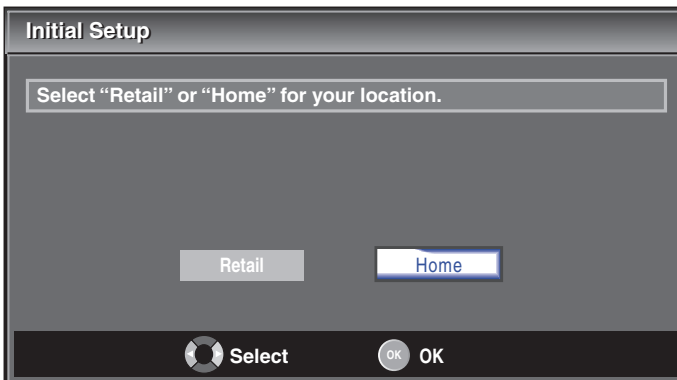 Initial Setup
Select “Retail” or “Home” for your location.
Retail Home
Select OK OK